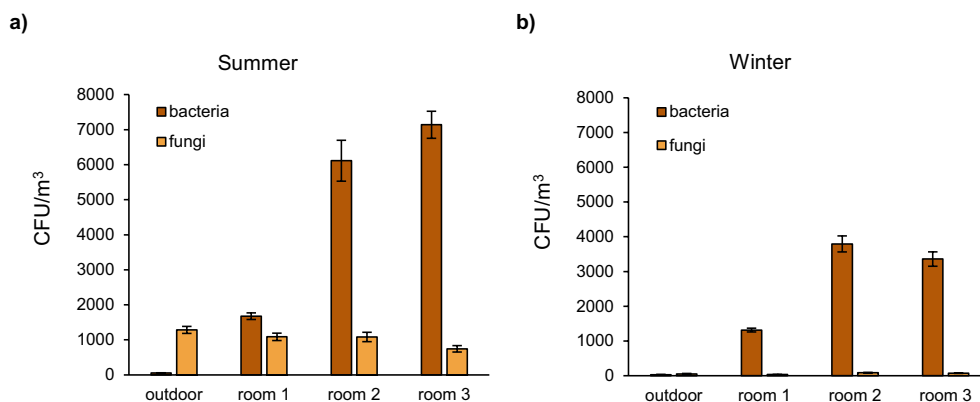 a)
Summer
8000
7000
6000
5000
4000
3000
2000
1000
0
CFU/m³
bacteria
fungi
outdoor room 1 room 2 room 3
b)
Winter
8000
7000
6000
5000
4000
3000
2000
1000
0
CFU/m³
bacteria
fungi
outdoor room 1 room 2 room 3